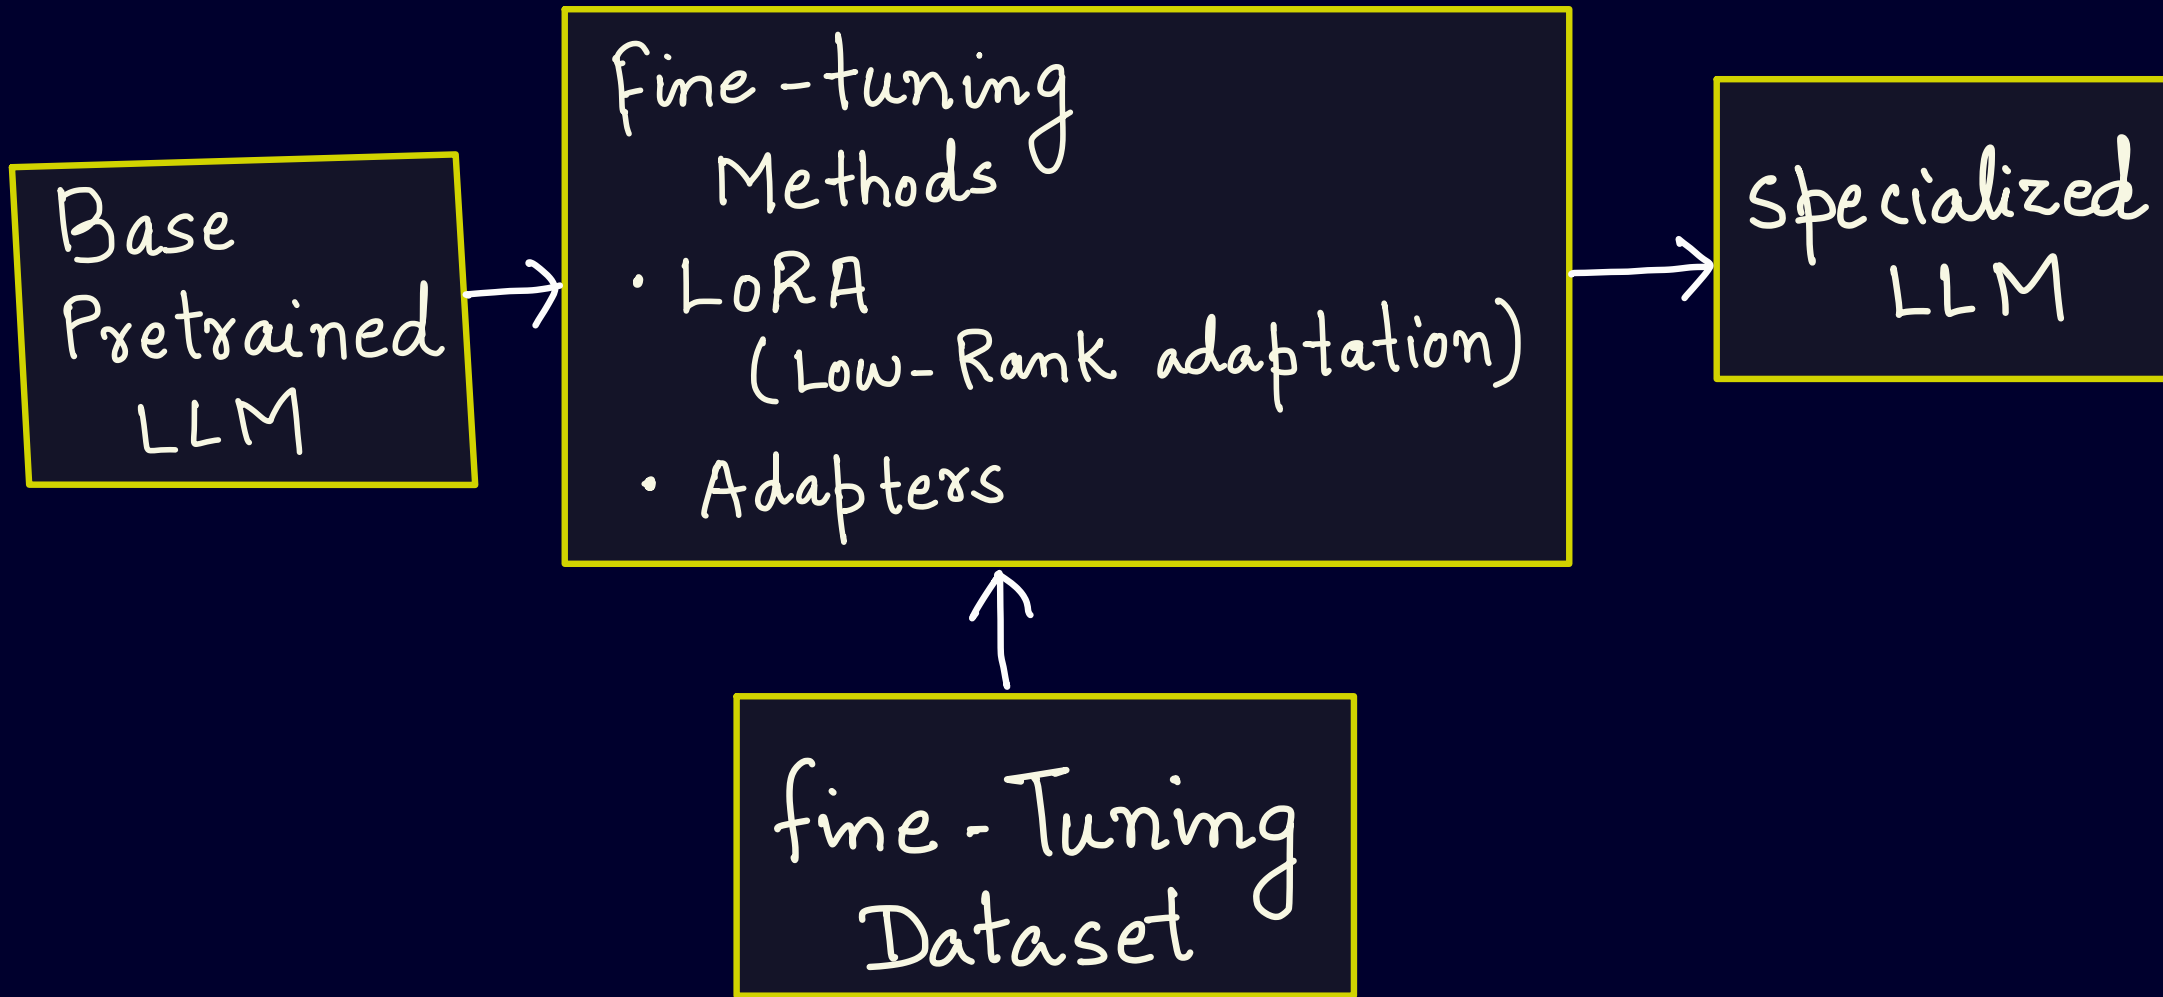 Base
Pretrained
LLM
Fine-tuning
Methods
• LoRA
(Low-Rank adaptation)
• Adapters
specialized
LLM
fine-Tuning
Dataset